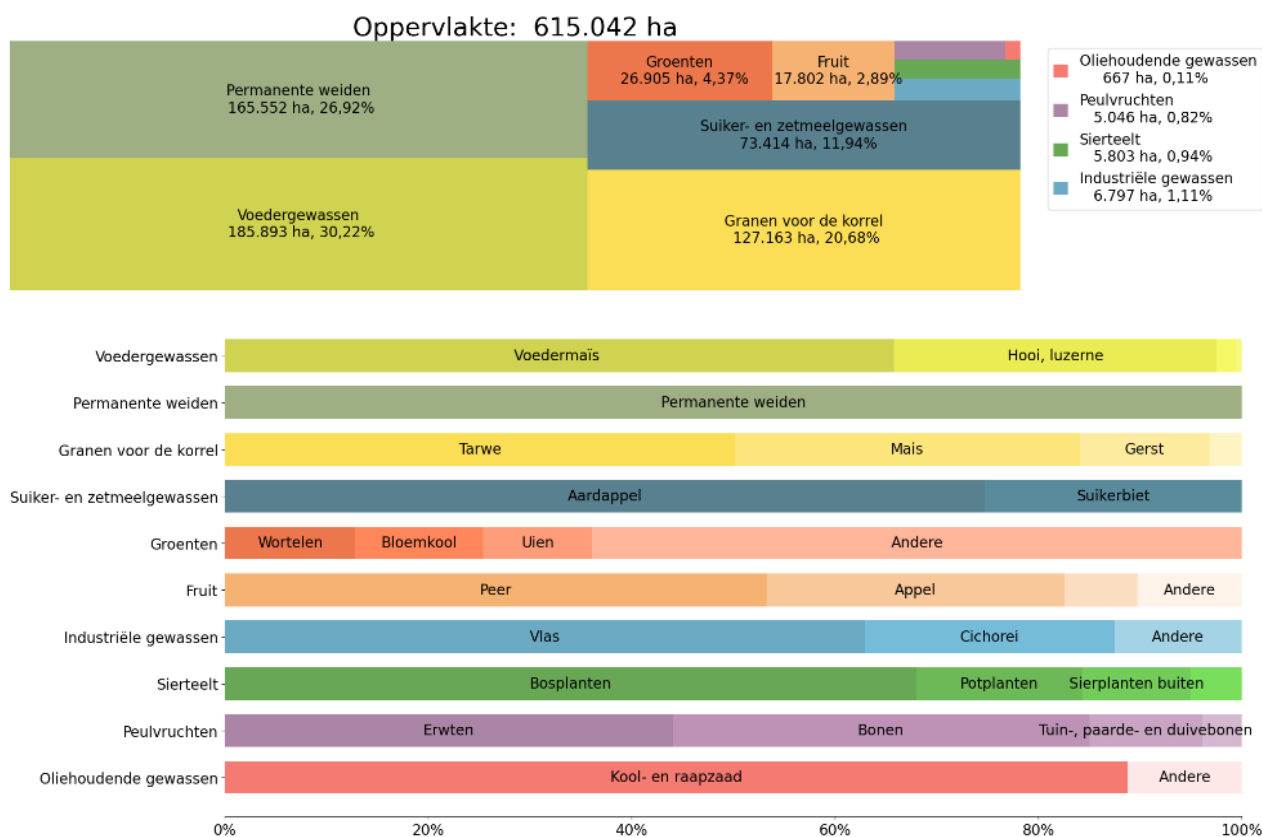 Oppervlakte:  615.042 ha
Permanente weiden
165.552 ha, 26,92%
Voedergewassen
185.893 ha, 30,22%
Groenten
26.905 ha, 4,37%
Fruit
17.802 ha, 2,89%
Suiker- en zetmeelgewassen
73.414 ha, 11,94%
Granen voor de korrel
127.163 ha, 20,68%
Oliehoudende gewassen
667 ha, 0,11%
Peulvruchten
5.046 ha, 0,82%
Sierteelt
5.803 ha, 0,94%
Industriële gewassen
6.797 ha, 1,11%
Voedergewassen Voedermaïs Hooi, luzerne
Permanente weiden Permanente weiden
Granen voor de korrel Tarwe Mais Gerst
Suiker- en zetmeelgewassen Aardappel Suikerbiet
Groenten Wortelen Bloemkool Uien Andere
Fruit Peer Appel Andere
Industriële gewassen Vlas Cichorei Andere
Sierteelt Bosplanten Potplanten Sierplanten buiten
Peulvruchten Erwten Bonen Tuin-, paarde- en duivebonen
Oliehoudende gewassen Kool- en raapzaad Andere
0% 20% 40% 60% 80% 100%